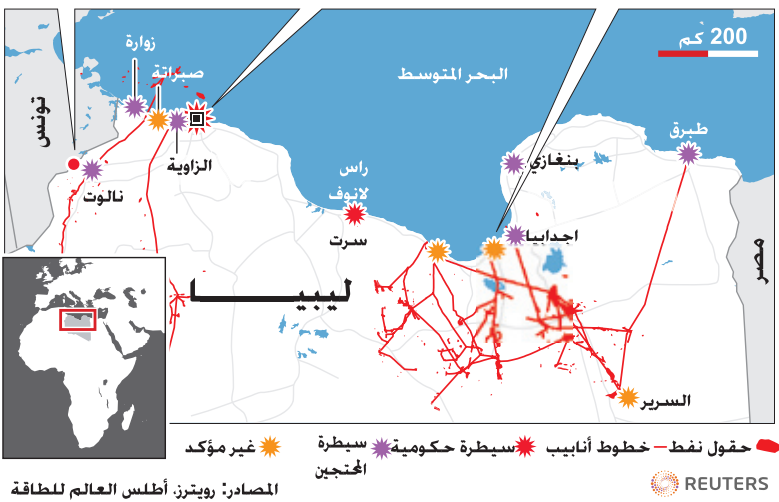 200 كم
زوارة
صبراتة
البحر المتوسط
تونس
طبرق
الزاوية
بنغازي
راس
لانوف
نالوت
سرت
اجدابيا
مصر
ليبيـــــا
السرير
حقول نفط
خطوط أنابيب
سيطرة حكومية
سيطرة
المحتجين
غير مؤكد
المصادر: رويترز. أطلس العالم للطاقة
REUTERS